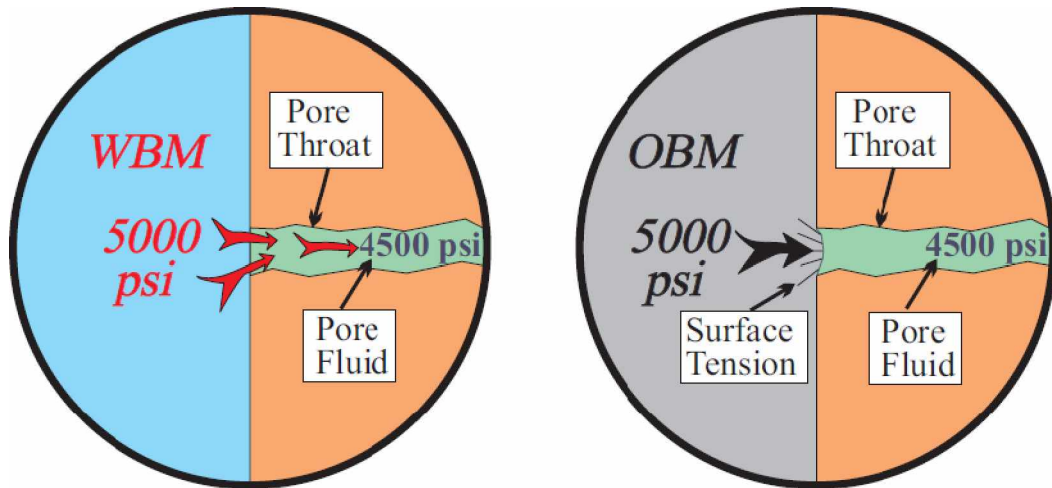 WBM
5000
psi
Pore
Throat
4500 psi
Pore
Fluid
OBM
5000
psi
Pore
Throat
4500 psi
Surface
Tension
Pore
Fluid